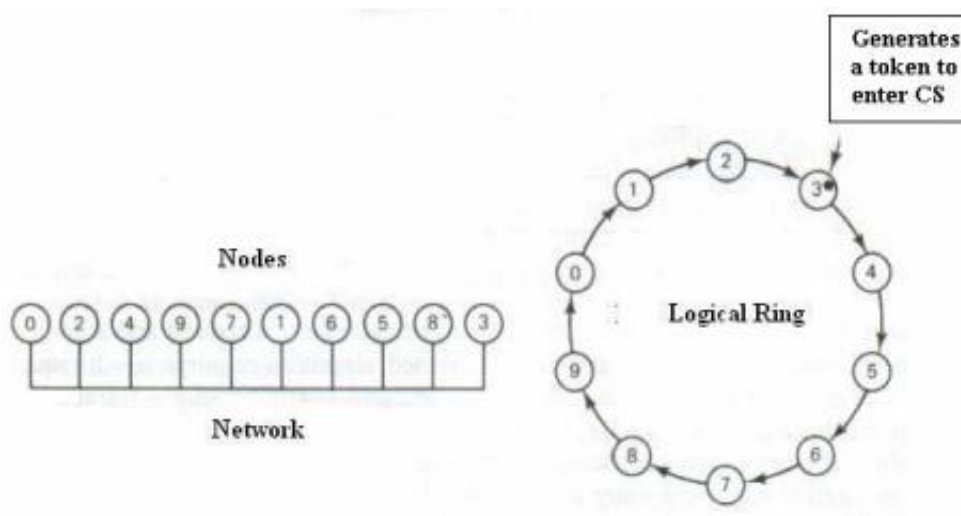 Generates
a token to
enter CS
2
1
3
0
4
Nodes
Logical Ring
0 2 4 9 7 1 6 5 8 3
9
5
Network
8
6
7